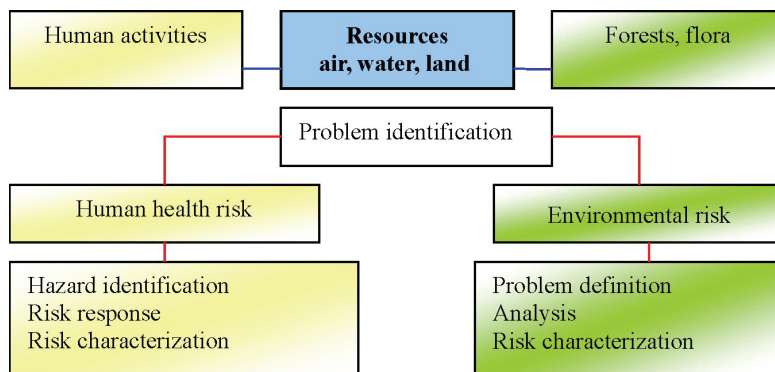 Human activities
Resources
air, water, land
Forests, flora
Problem identification
Human health risk
Environmental risk
Hazard identification
Risk response
Risk characterization
Problem definition
Analysis
Risk characterization